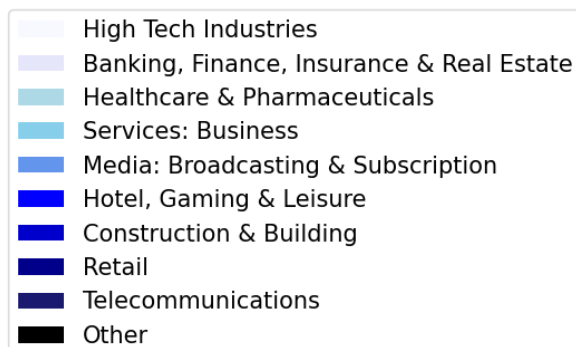 High Tech Industries
Banking, Finance, Insurance & Real Estate
Healthcare & Pharmaceuticals
Services: Business
Media: Broadcasting & Subscription
Hotel, Gaming & Leisure
Construction & Building
Retail
Telecommunications
Other